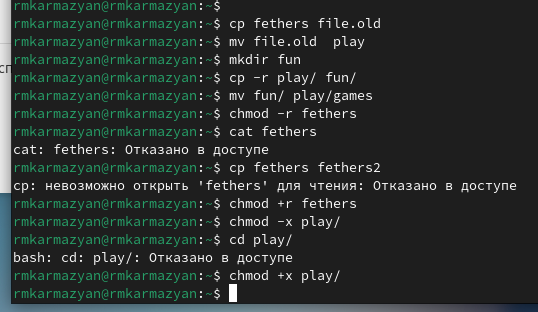 rmkarmazyan@rmkarmazyan:~$
rmkarmazyan@rmkarmazyan:~$ cp fethers file.old
rmkarmazyan@rmkarmazyan:~$ mv file.old  play
rmkarmazyan@rmkarmazyan:~$ mkdir fun
rmkarmazyan@rmkarmazyan:~$ cp -r play/ fun/
rmkarmazyan@rmkarmazyan:~$ mv fun/ play/games
rmkarmazyan@rmkarmazyan:~$ chmod -r fethers
rmkarmazyan@rmkarmazyan:~$ cat fethers
cat: fethers: Отказано в доступе
rmkarmazyan@rmkarmazyan:~$ cp fethers fethers2
cp: невозможно открыть 'fethers' для чтения: Отказано в доступе
rmkarmazyan@rmkarmazyan:~$ chmod +r fethers
rmkarmazyan@rmkarmazyan:~$ chmod -x play/
rmkarmazyan@rmkarmazyan:~$ cd play/
bash: cd: play/: Отказано в доступе
rmkarmazyan@rmkarmazyan:~$ chmod +x play/
rmkarmazyan@rmkarmazyan:~$